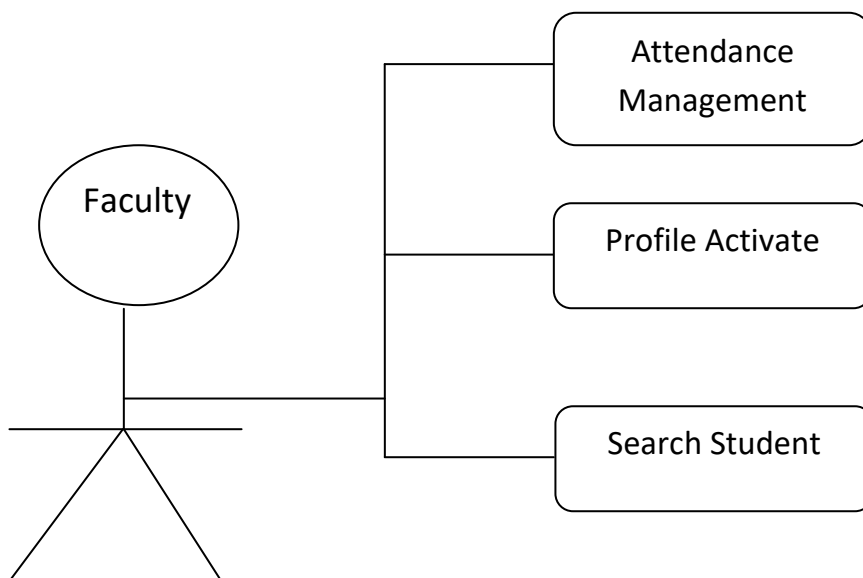 Attendance
Management
Faculty
Profile Activate
Search Student